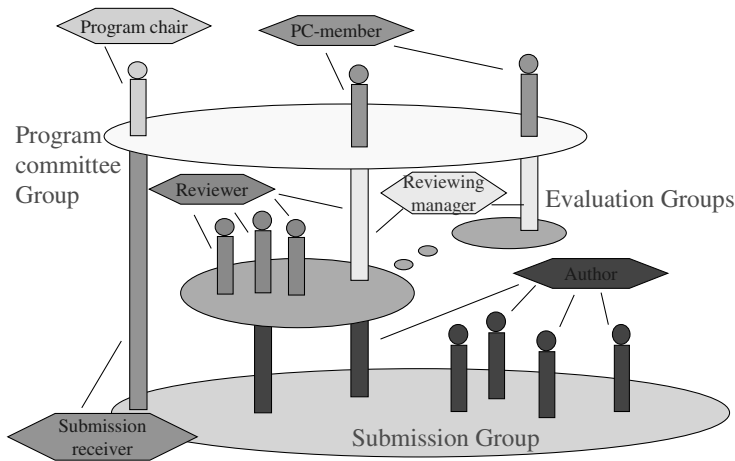 Program chair
PC-member
Program
committee
Group
Reviewer
Reviewing
manager
Evaluation Groups
Author
Submission
receiver
Submission Group